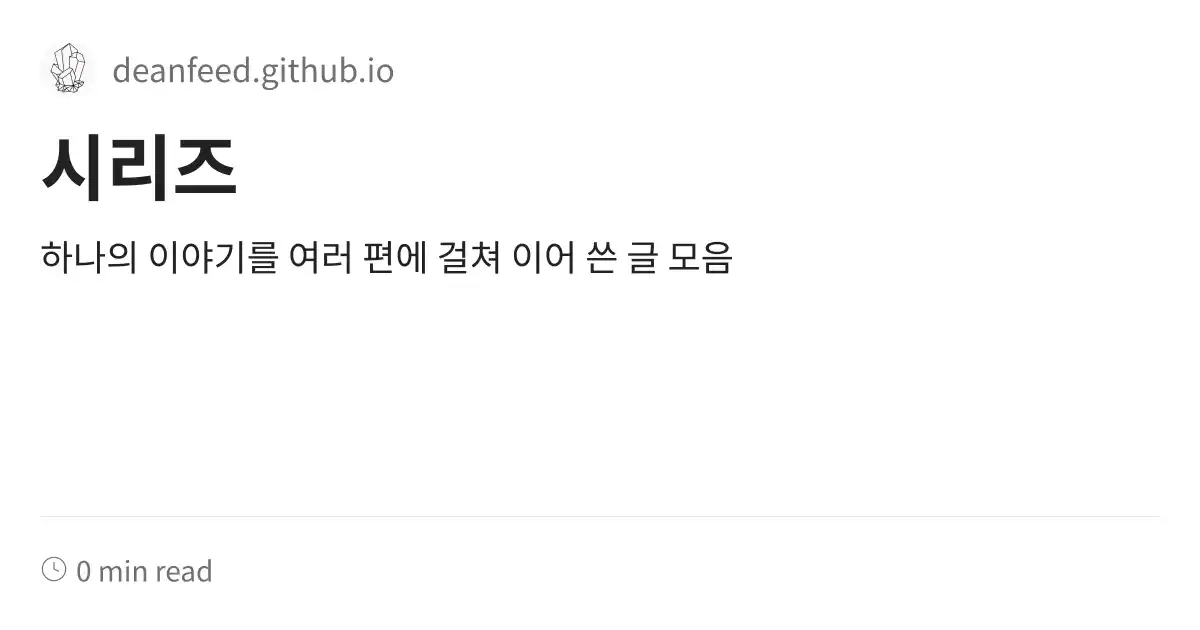 deanfeed.github.io
시리즈
하나의 이야기를 여러 편에 걸쳐 이어 쓴 글 모음
0 min read